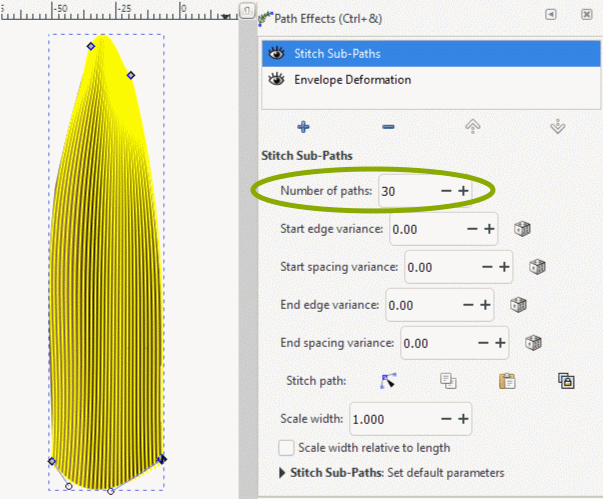 -50 -25 0
Path Effects (Ctrl+&)
Stitch Sub-Paths
Envelope Deformation
Stitch Sub-Paths
Number of paths: 30
Start edge variance: 0.00
Start spacing variance: 0.00
End edge variance: 0.00
End spacing variance: 0.00
Stitch path:
Scale width: 1.000
Scale width relative to length
Stitch Sub-Paths: Set default parameters